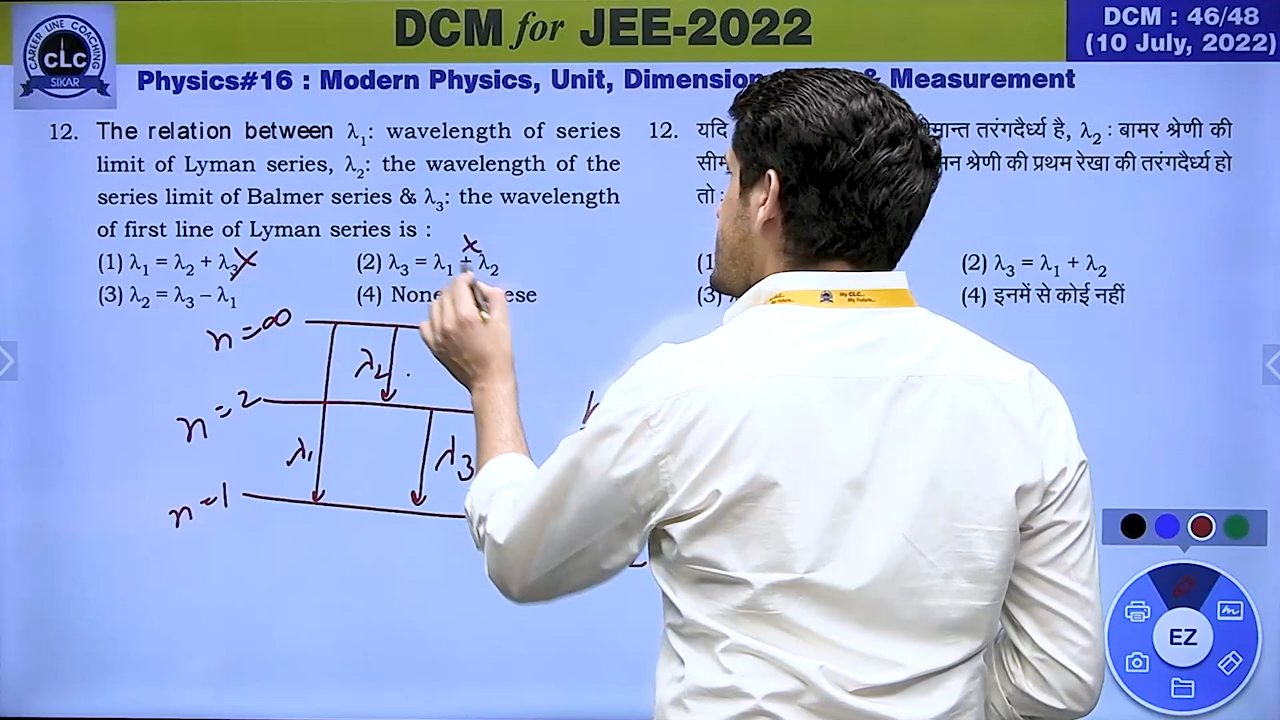 DCM for JEE-2022
DCM : 46/48
(10 July, 2022)
CAREER LINE COACHING
CLC
SIKAR
Physics#16 : Modern Physics, Unit, Dimension & Measurement
12. The relation between λ₁: wavelength of series
limit of Lyman series, λ₂: the wavelength of the
series limit of Balmer series & λ₃: the wavelength
of first line of Lyman series is :
(1) λ₁ = λ₂ + λ₃
(2) λ₃ = λ₁ + λ₂
(3) λ₂ = λ₃ – λ₁
(4) None
12. यदि तरंगदैर्ध्य है, λ₂ : बामर श्रेणी की
श्रेणी की प्रथम रेखा की तरंगदैर्ध्य हो
तो
(2) λ₃ = λ₁ + λ₂
(4) इनमें से कोई नहीं
n=∞
λ₂
n=2
λ₁
λ₃
n=1
My CLC...
My Future...
EZ